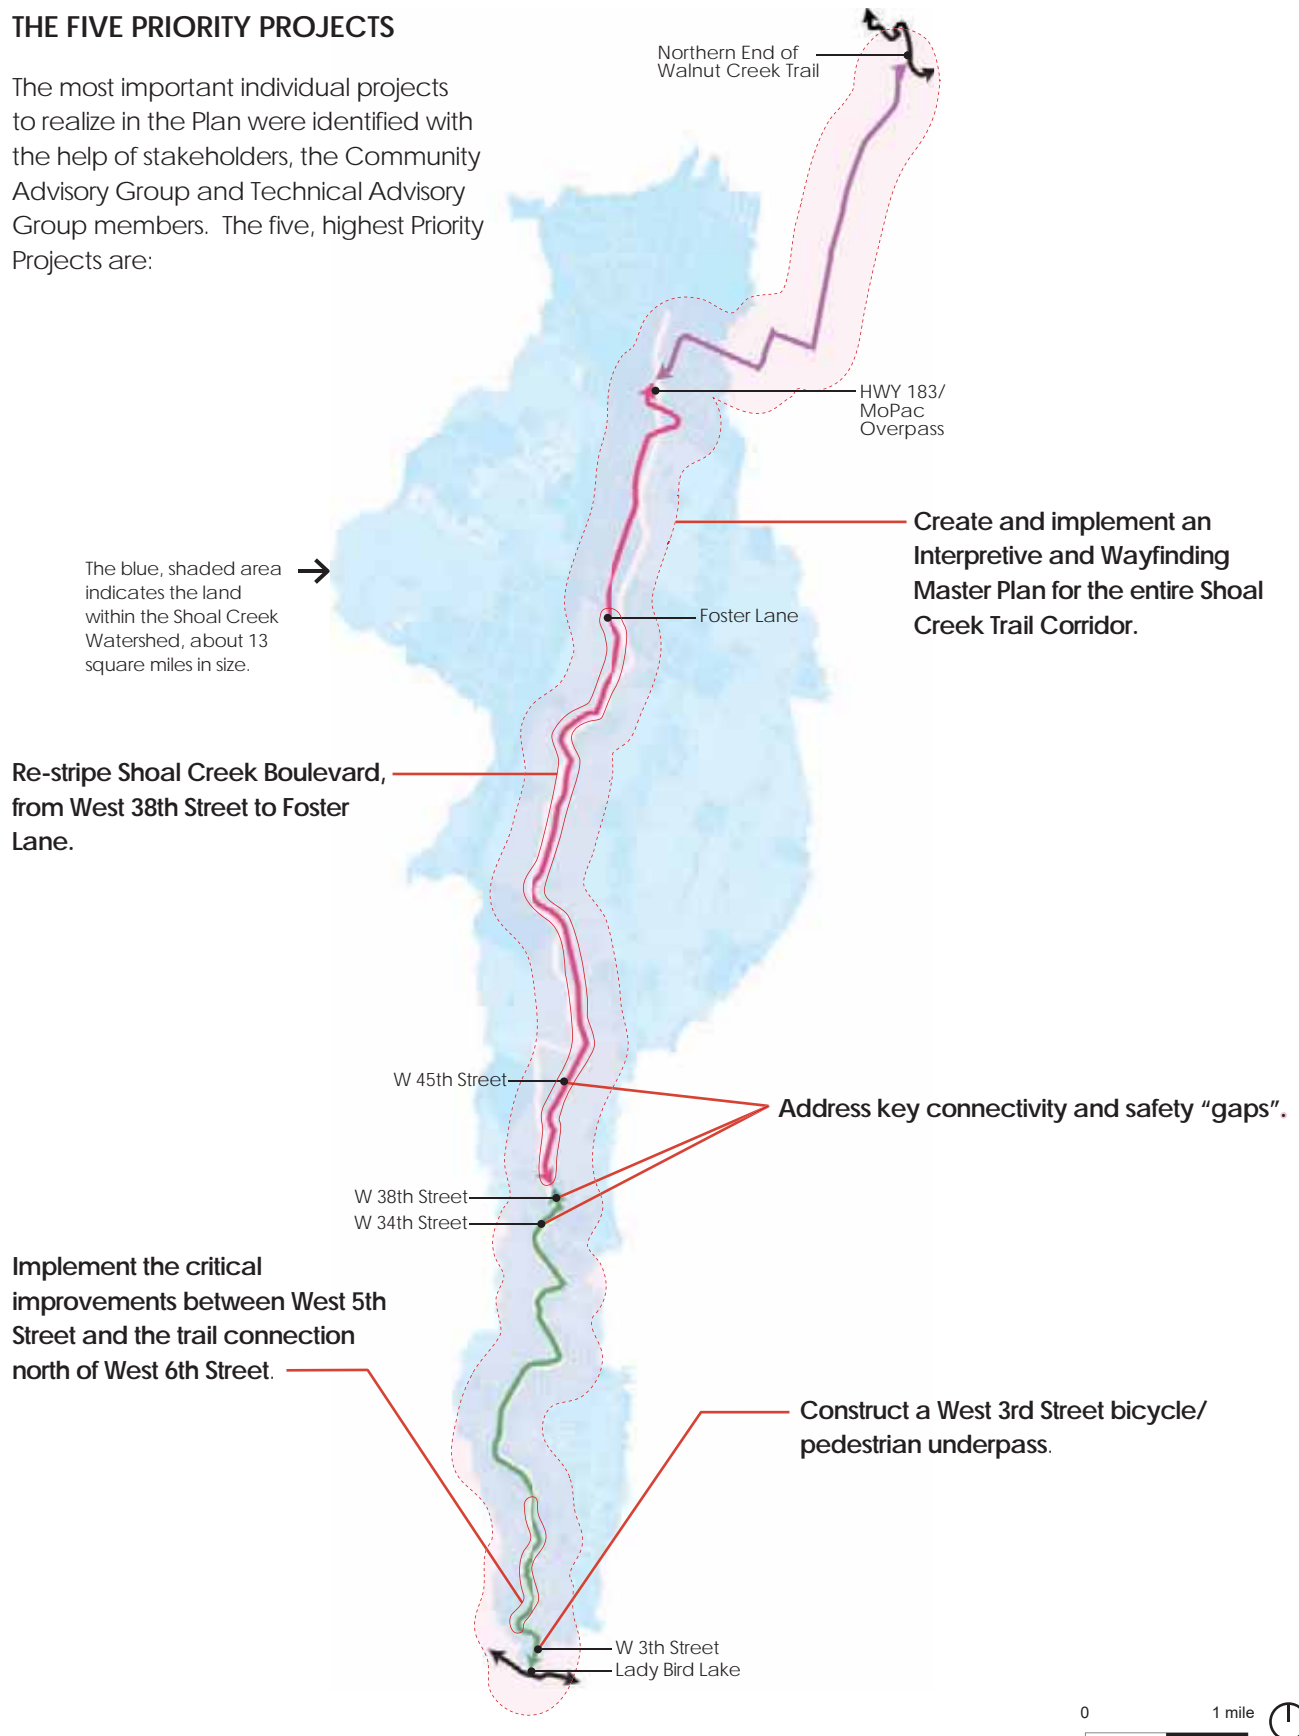 THE FIVE PRIORITY PROJECTS
The most important individual projects
to realize in the Plan were identified with
the help of stakeholders, the Community
Advisory Group and Technical Advisory
Group members.  The five, highest Priority
Projects are:
Northern End of
Walnut Creek Trail
HWY 183/
MoPac
Overpass
Create and implement an
Interpretive and Wayfinding
Master Plan for the entire Shoal
Creek Trail Corridor.
The blue, shaded area
indicates the land
within the Shoal Creek
Watershed, about 13
square miles in size.
Foster Lane
Re-stripe Shoal Creek Boulevard,
from West 38th Street to Foster
Lane.
W 45th Street
Address key connectivity and safety “gaps”.
W 38th Street
W 34th Street
Implement the critical
improvements between West 5th
Street and the trail connection
north of West 6th Street.
Construct a West 3rd Street bicycle/
pedestrian underpass.
W 3th Street
Lady Bird Lake
0 1 mile